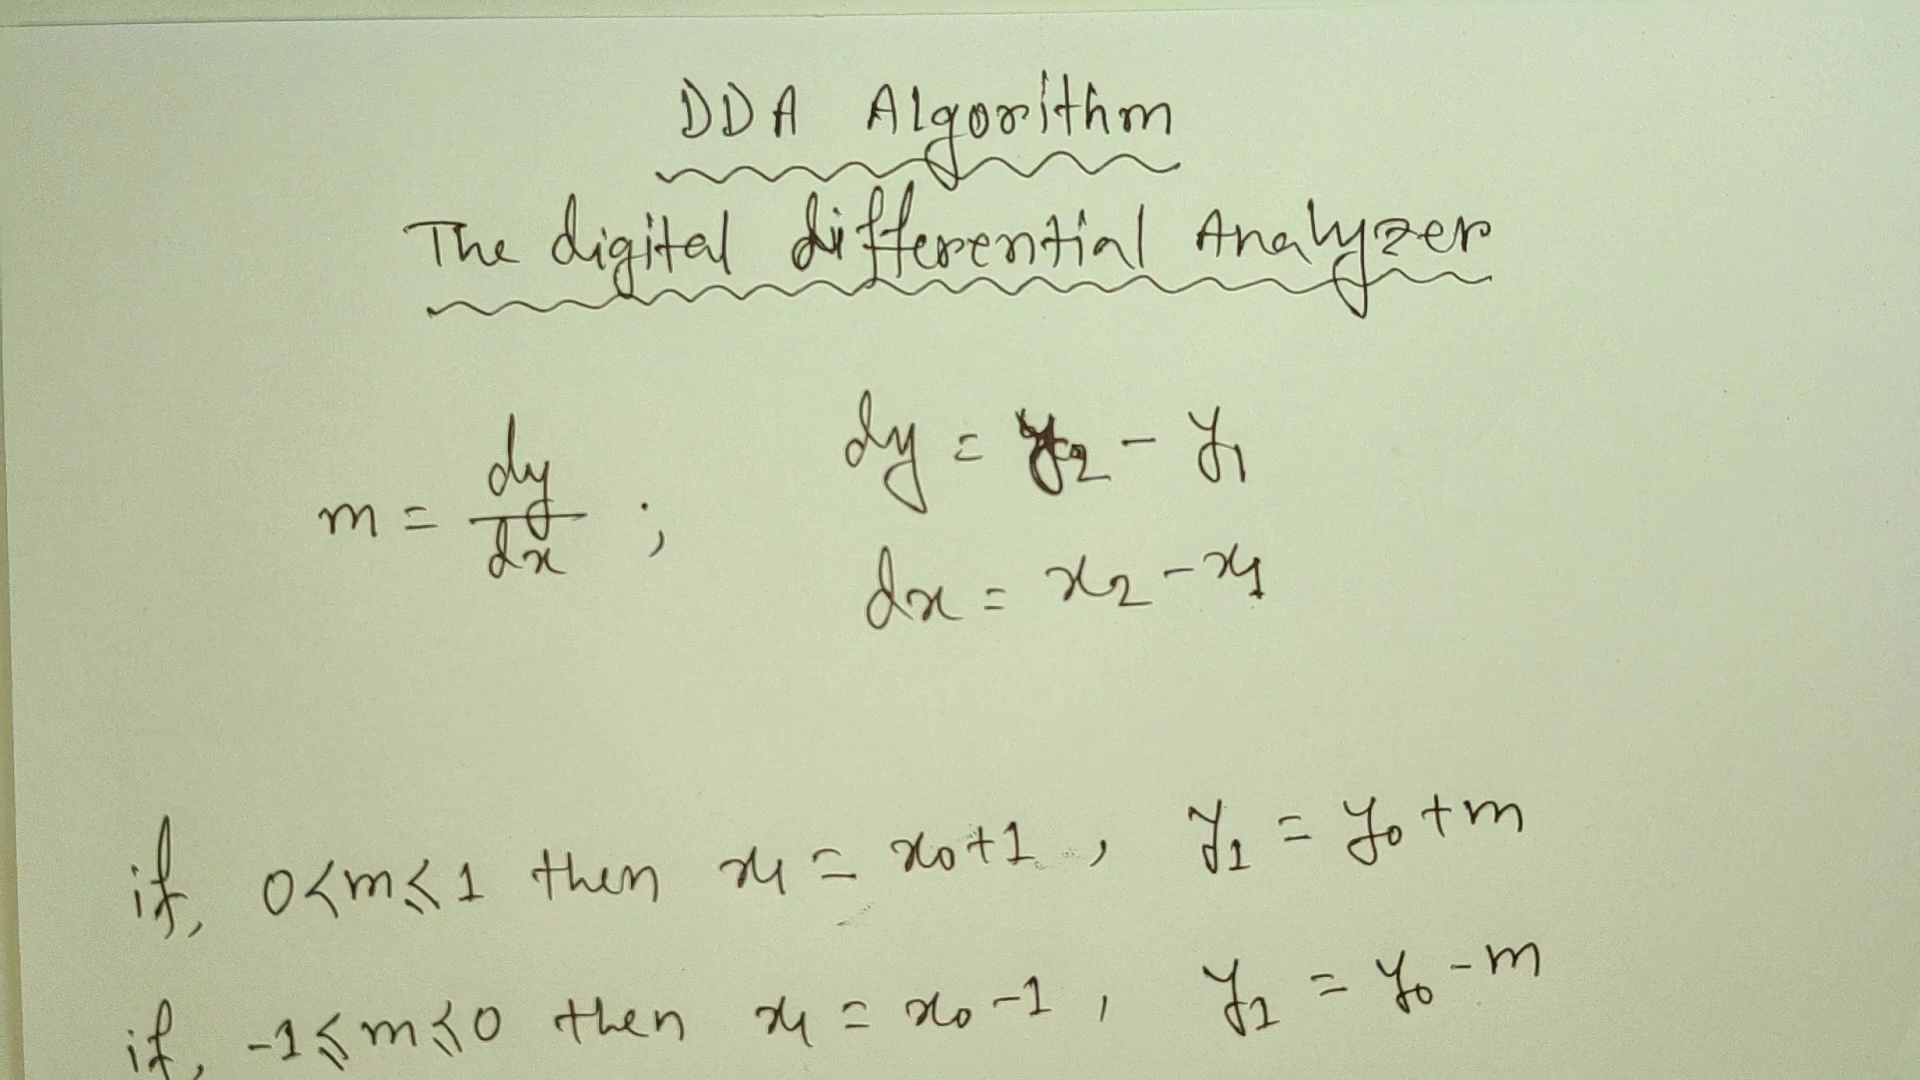 DDA Algorithm
The digital differential Analyzer
m = dy/dx ;
dy = y₂ - y₁
dx = x₂ - x₁
if, 0<m⩽1 then x₁ = x₀+1 , y₁ = y₀+m
if, -1⩽m⩽0 then x₁ = x₀-1 , y₁ = y₀-m